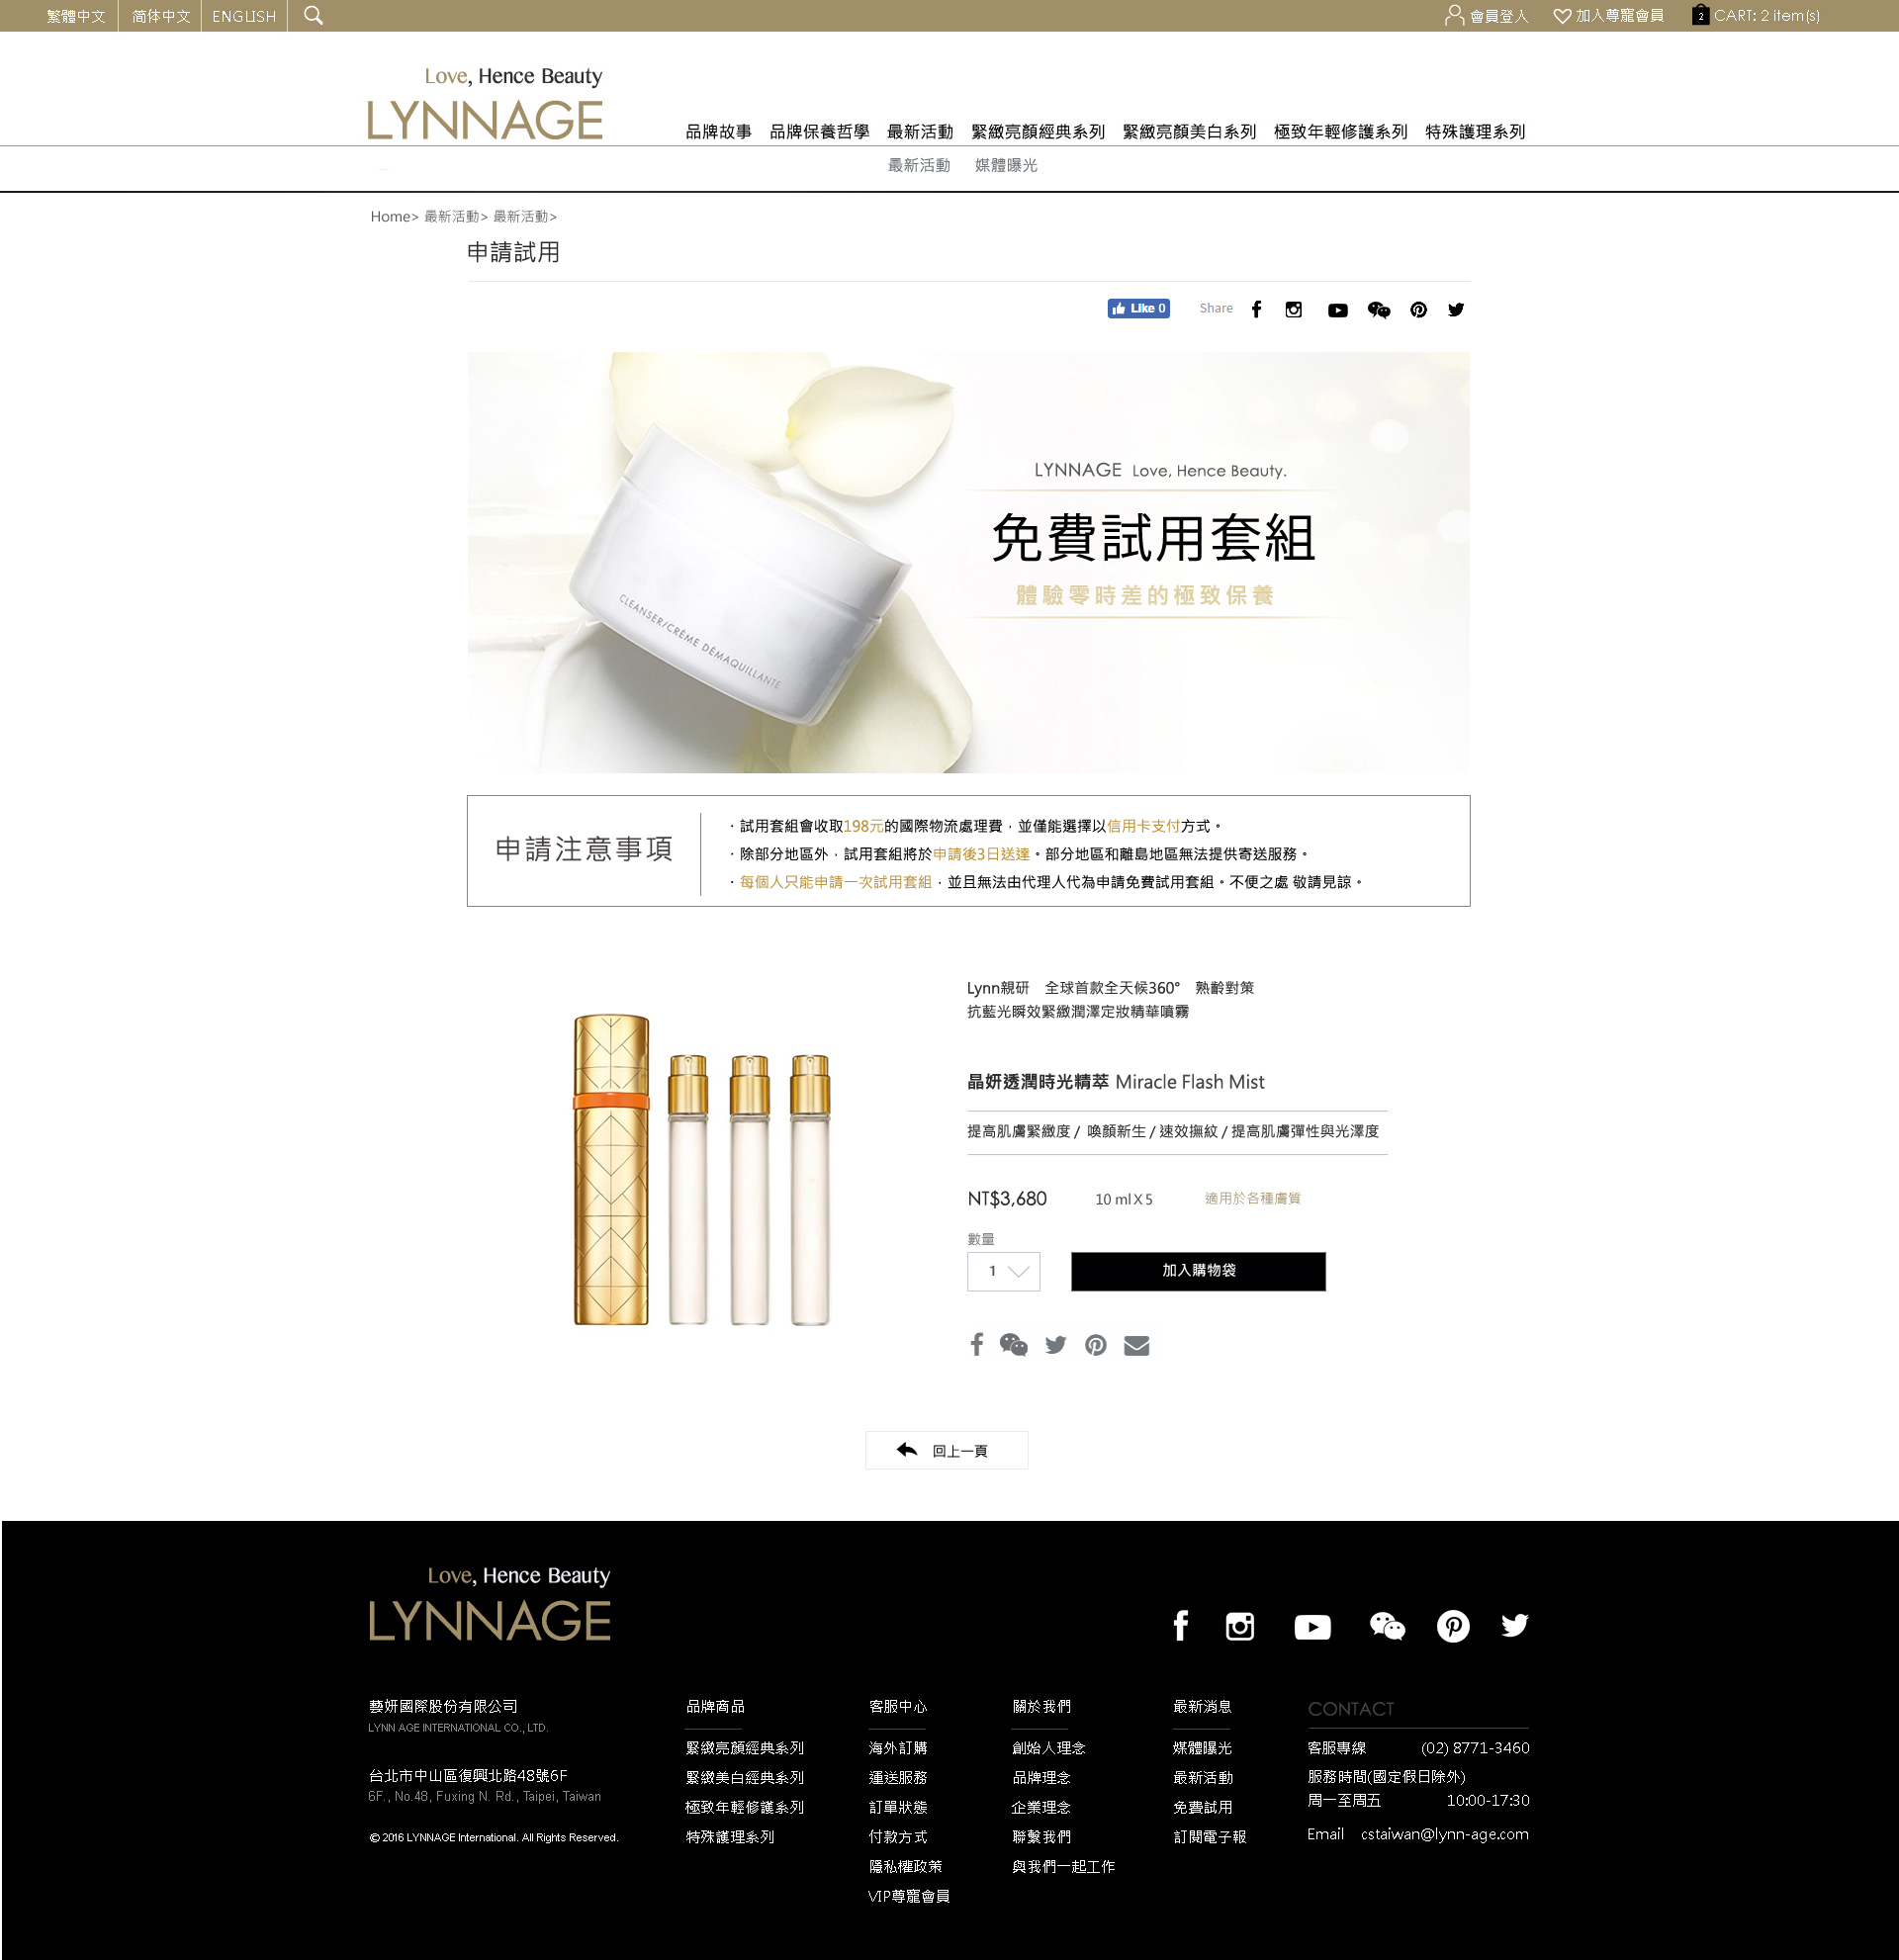 繁體中文 简体中文 ENGLISH 會員登入 加入尊寵會員 2 CART: 2 item(s)
Love, Hence Beauty
LYNNAGE
品牌故事 品牌保養哲學 最新活動 緊緻亮顏經典系列 緊緻亮顏美白系列 極致年輕修護系列 特殊護理系列
最新活動 媒體曝光
Home> 最新活動> 最新活動>
申請試用
Like 0 Share
LYNNAGE Love, Hence Beauty.
免費試用套組
體驗零時差的極致保養
CLEANSER/CRÈME DÉMAQUILLANTE
申請注意事項
· 試用套組會收取198元的國際物流處理費，並僅能選擇以信用卡支付方式。
· 除部分地區外，試用套組將於申請後3日送達。部分地區和離島地區無法提供寄送服務。
· 每個人只能申請一次試用套組，並且無法由代理人代為申請免費試用套組。不便之處 敬請見諒。
Lynn親研 全球首款全天候360° 熟齡對策
抗藍光瞬效緊緻潤澤定妝精華噴霧
晶妍透潤時光精萃 Miracle Flash Mist
提高肌膚緊緻度 / 喚顏新生 / 速效撫紋 / 提高肌膚彈性與光澤度
NT$3,680 10 ml X 5 適用於各種膚質
數量
1 加入購物袋
回上一頁
Love, Hence Beauty
LYNNAGE
藝妍國際股份有限公司
LYNN AGE INTERNATIONAL CO., LTD.
台北市中山區復興北路48號6F
6F., No.48, Fuxing N. Rd., Taipei, Taiwan
© 2016 LYNNAGE International. All Rights Reserved.
品牌商品
緊緻亮顏經典系列
緊緻美白經典系列
極致年輕修護系列
特殊護理系列
客服中心
海外訂購
運送服務
訂單狀態
付款方式
隱私權政策
VIP尊寵會員
關於我們
創始人理念
品牌理念
企業理念
聯繫我們
與我們一起工作
最新消息
媒體曝光
最新活動
免費試用
訂閱電子報
CONTACT
客服專線 (02) 8771-3460
服務時間(國定假日除外)
周一至周五 10:00-17:30
Email cstaiwan@lynn-age.com